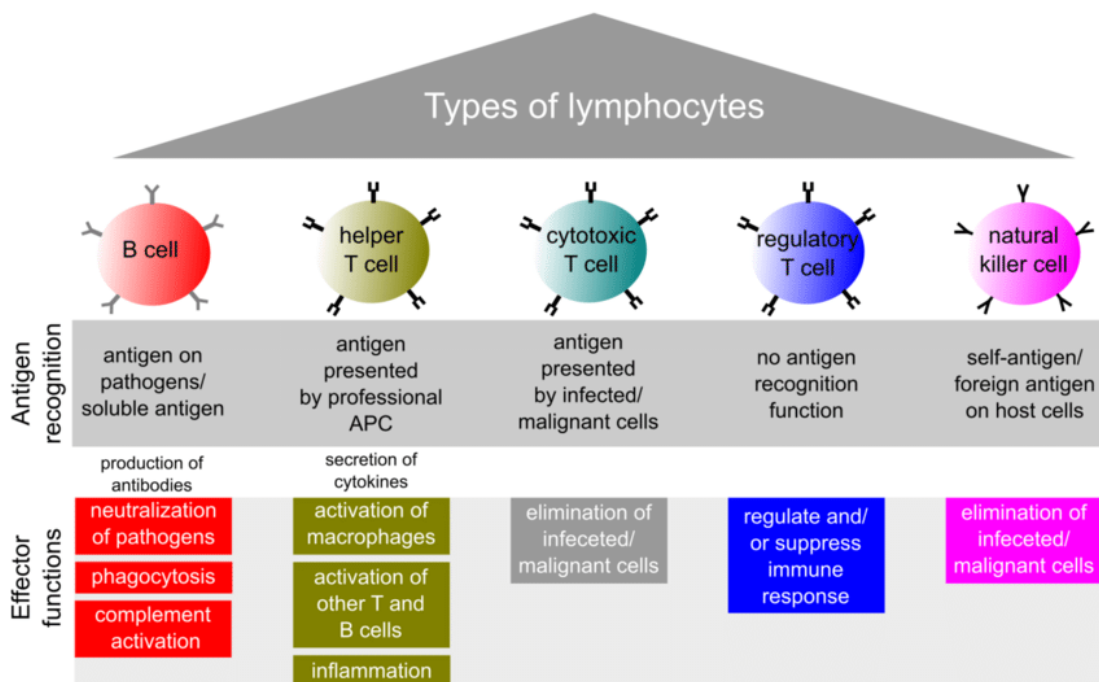 Types of lymphocytes
B cell
helper
T cell
cytotoxic
T cell
regulatory
T cell
natural
killer cell
Antigen
recognition
antigen on
pathogens/
soluble antigen
antigen
presented
by professional
APC
antigen
presented
by infected/
malignant cells
no antigen
recognition
function
self-antigen/
foreign antigen
on host cells
Effector
functions
production of
antibodies
neutralization
of pathogens
phagocytosis
complement
activation
secretion of
cytokines
activation of
macrophages
activation of
other T and
B cells
inflammation
elimination of
infeceted/
malignant cells
regulate and/
or suppress
immune
response
elimination of
infeceted/
malignant cells